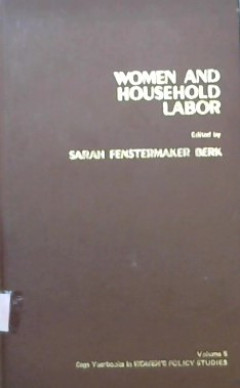 WOMEN AND
HOUSEHOLD
LABOR
Edited by
SARAH FENSTERMAKER BERK
Volume 5
Sage Yearbooks in WOMEN'S POLICY STUDIES